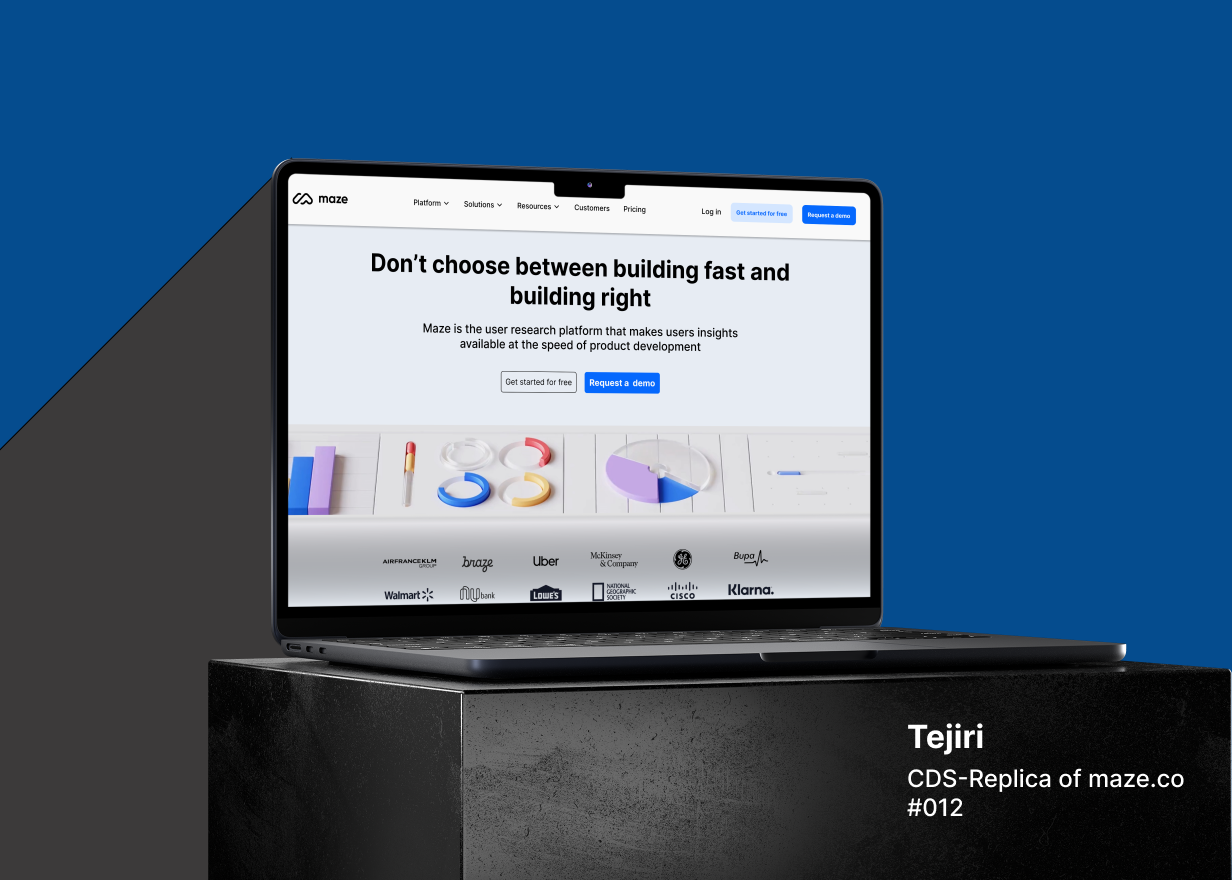 maze
Platform
Solutions
Resources
Customers
Pricing
Log in
Get started for free
Request a demo
Don't choose between building fast and
building right
Maze is the user research platform that makes users insights
available at the speed of product development
Get started for free
Request a demo
AIRFRANCEKLM
GROUP
braze
Uber
McKinsey
& Company
GE
Bupa
Walmart
nubank
LOWE'S
NATIONAL
GEOGRAPHIC
SOCIETY
CISCO
Klarna.
Tejiri
CDS-Replica of maze.co
#012